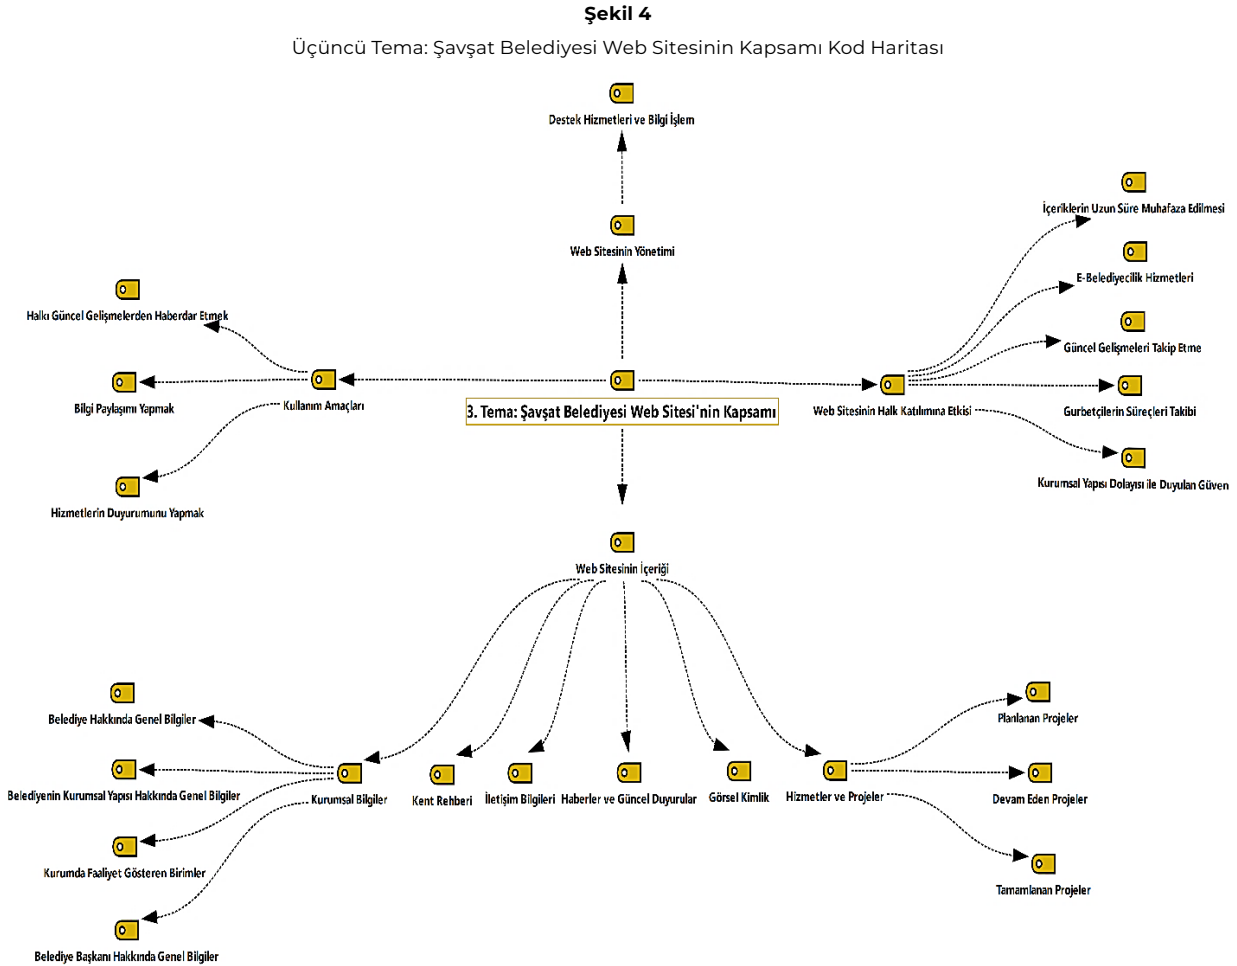 Şekil 4
Üçüncü Tema: Şavşat Belediyesi Web Sitesinin Kapsamı Kod Haritası
Destek Hizmetleri ve Bilgi İşlem
Web Sitesinin Yönetimi
İçeriklerin Uzun Süre Muhafaza Edilmesi
E-Belediyecilik Hizmetleri
Halkı Güncel Gelişmelerden Haberdar Etmek
Güncel Gelişmeleri Takip Etme
Bilgi Paylaşımı Yapmak
Kullanım Amaçları
3. Tema: Şavşat Belediyesi Web Sitesi'nin Kapsamı
Web Sitesinin Halk Katılımına Etkisi
Gurbetçilerin Süreçleri Takibi
Kurumsal Yapısı Dolayısı ile Duyulan Güven
Hizmetlerin Duyurumunu Yapmak
Web Sitesinin İçeriği
Belediye Hakkında Genel Bilgiler
Planlanan Projeler
Belediyenin Kurumsal Yapısı Hakkında Genel Bilgiler
Kurumsal Bilgiler
Kent Rehberi
İletişim Bilgileri
Haberler ve Güncel Duyurular
Görsel Kimlik
Hizmetler ve Projeler
Devam Eden Projeler
Kurumda Faaliyet Gösteren Birimler
Tamamlanan Projeler
Belediye Başkanı Hakkında Genel Bilgiler